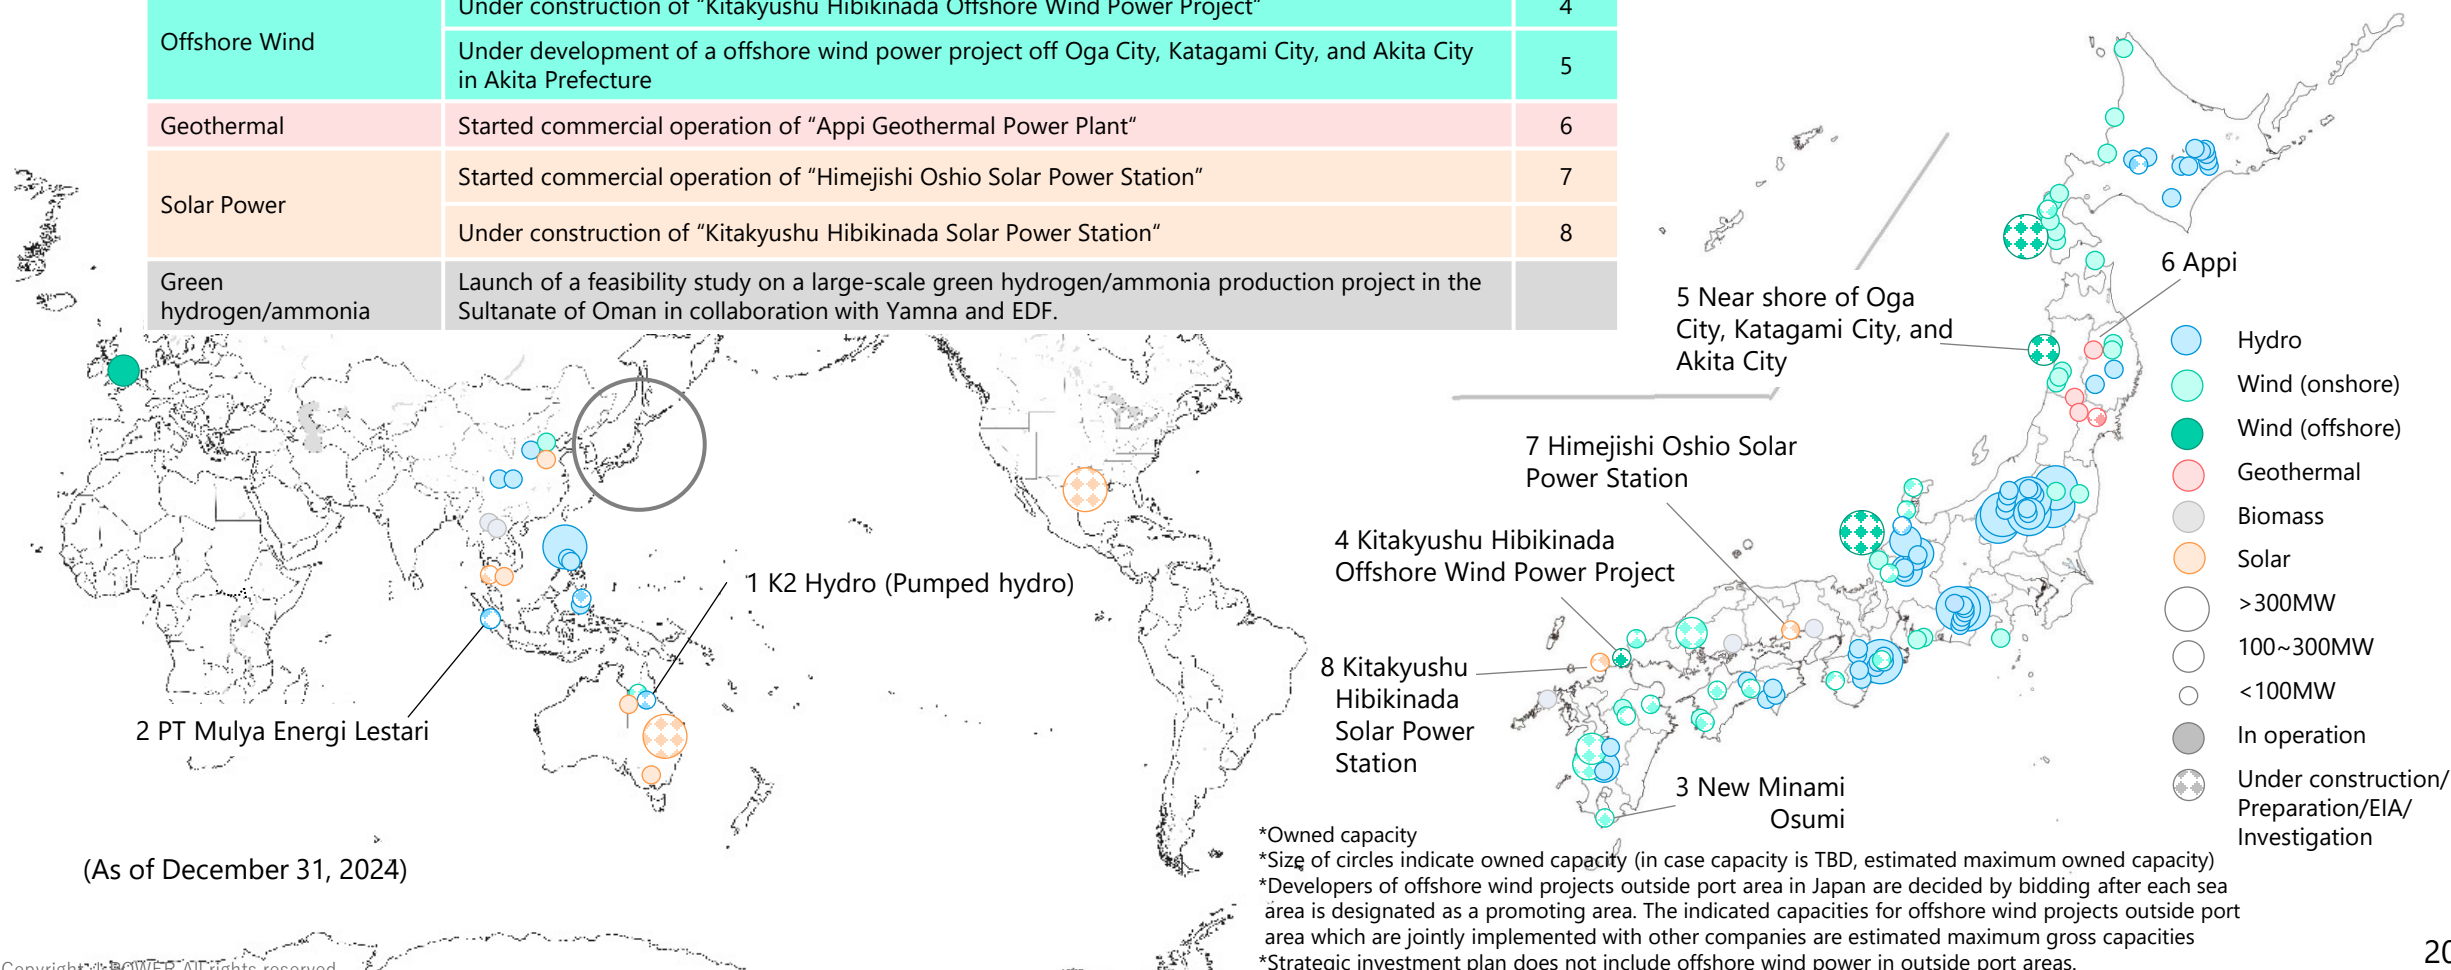 Under construction of "Kitakyushu Hibikinada Offshore Wind Power Project"
4
Offshore Wind
Under development of a offshore wind power project off Oga City, Katagami City, and Akita City
in Akita Prefecture
5
Geothermal
Started commercial operation of “Appi Geothermal Power Plant“
6
Solar Power
Started commercial operation of “Himejishi Oshio Solar Power Station”
7
Under construction of “Kitakyushu Hibikinada Solar Power Station“
8
Green
hydrogen/ammonia
Launch of a feasibility study on a large-scale green hydrogen/ammonia production project in the
Sultanate of Oman in collaboration with Yamna and EDF.
6 Appi
5 Near shore of Oga
City, Katagami City, and
Akita City
7 Himejishi Oshio Solar
Power Station
4 Kitakyushu Hibikinada
Offshore Wind Power Project
1 K2 Hydro (Pumped hydro)
8 Kitakyushu
Hibikinada
Solar Power
Station
2 PT Mulya Energi Lestari
3 New Minami
Osumi
Hydro
Wind (onshore)
Wind (offshore)
Geothermal
Biomass
Solar
>300MW
100~300MW
<100MW
In operation
Under construction/
Preparation/EIA/
Investigation
(As of December 31, 2024)
*Owned capacity
*Size of circles indicate owned capacity (in case capacity is TBD, estimated maximum owned capacity)
*Developers of offshore wind projects outside port area in Japan are decided by bidding after each sea
area is designated as a promoting area. The indicated capacities for offshore wind projects outside port
area which are jointly implemented with other companies are estimated maximum gross capacities
*Strategic investment plan does not include offshore wind power in outside port areas.
Copyright J-POWER All rights reserved
20